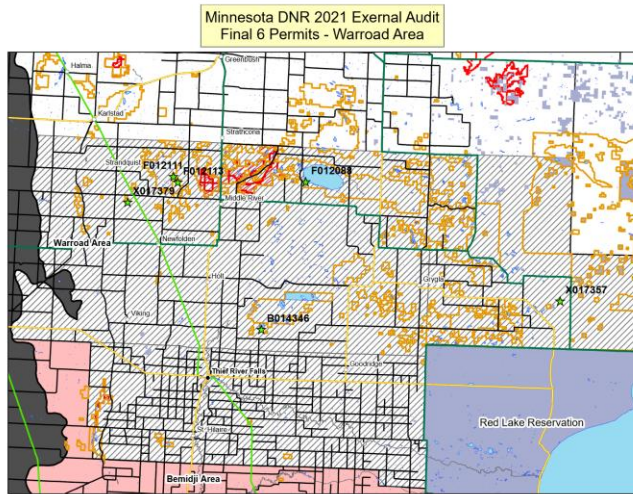 Minnesota DNR 2021 Exernal Audit
Final 6 Permits - Warroad Area
Greenbush
Halma
Karlstad
Strathcona
Strandquist
F012111
F012113
F012088
X017379
Middle River
Newfolden
Warroad Area
Holt
Grygla
X017357
Viking
B014346
Goodridge
Thief River Falls
Red Lake Reservation
St. Hilaire
Bemidji Area